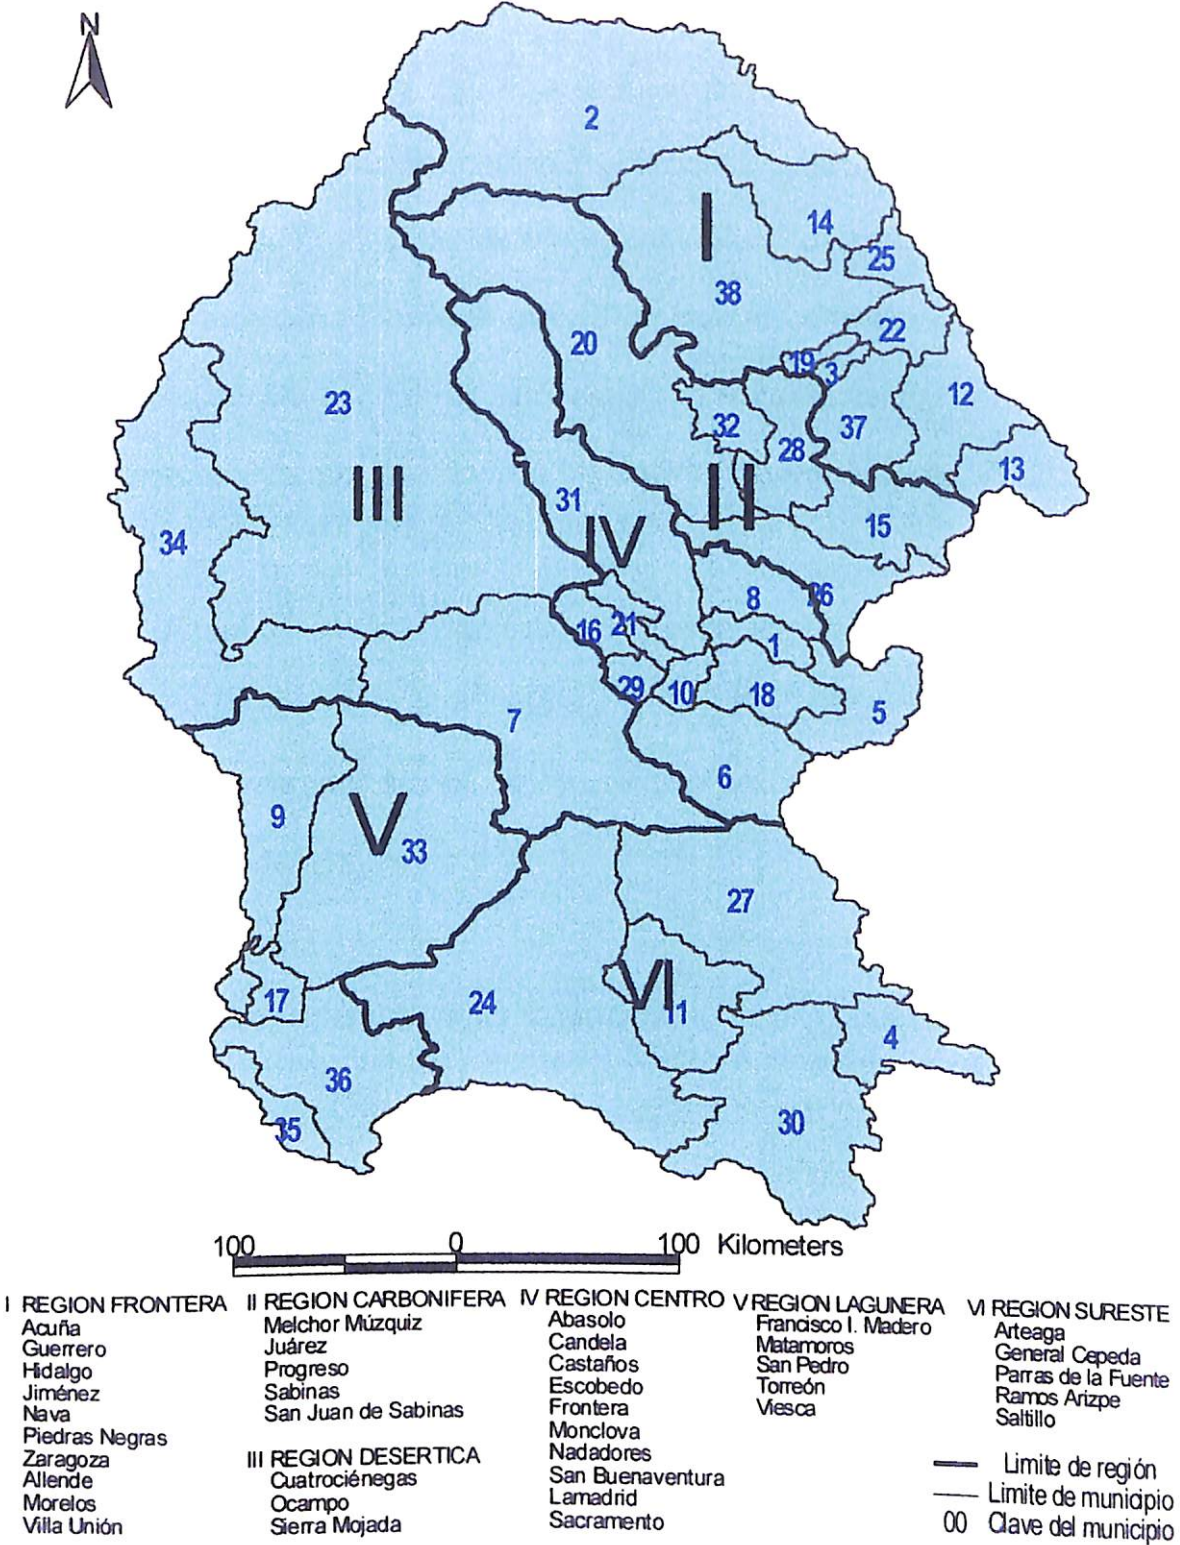 N
2
I
14
25
38
22
20
19
3
23
12
32
37
28
13
III
II
31
15
34
IV
8
26
21
16
1
29
10
18
5
7
6
9
V
33
27
VI
17
24
11
4
36
35
30
100 0 100 Kilometers
I REGION FRONTERA
Acuña
Guerrero
Hidalgo
Jiménez
Nava
Piedras Negras
Zaragoza
Allende
Morelos
Villa Unión
II REGION CARBONIFERA
Melchor Múzquiz
Juárez
Progreso
Sabinas
San Juan de Sabinas
III REGION DESERTICA
Cuatrociénegas
Ocampo
Sierra Mojada
IV REGION CENTRO
Abasolo
Candela
Castaños
Escobedo
Frontera
Monclova
Nadadores
San Buenaventura
Lamadrid
Sacramento
V REGION LAGUNERA
Francisco I. Madero
Matamoros
San Pedro
Torreón
Viesca
VI REGION SURESTE
Arteaga
General Cepeda
Parras de la Fuente
Ramos Arizpe
Saltillo
Limite de región
Limite de municipio
00 Clave del municipio